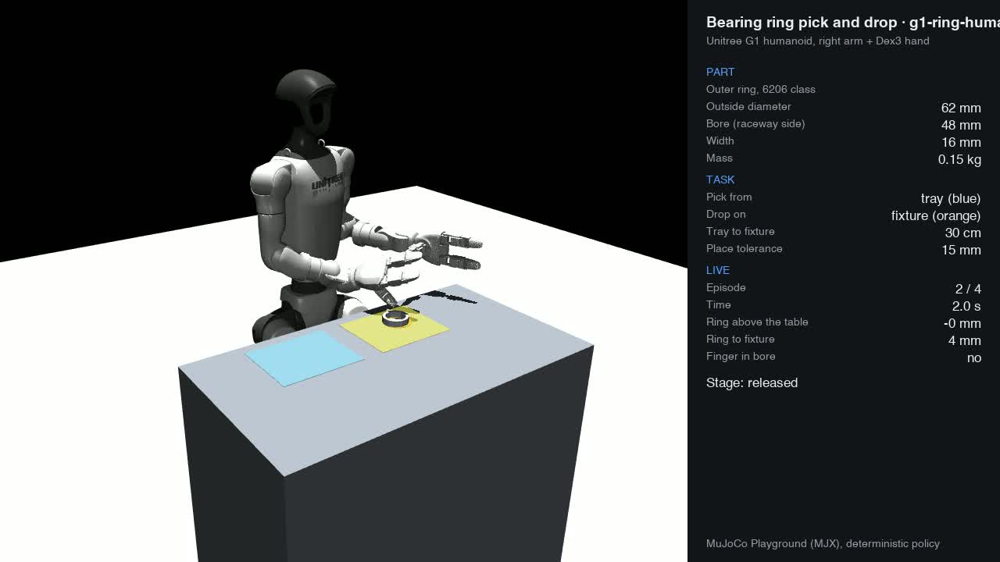 Bearing ring pick and drop · g1-ring-huma
Unitree G1 humanoid, right arm + Dex3 hand
PART
Outer ring, 6206 class
Outside diameter 62 mm
Bore (raceway side) 48 mm
Width 16 mm
Mass 0.15 kg
TASK
Pick from tray (blue)
Drop on fixture (orange)
Tray to fixture 30 cm
Place tolerance 15 mm
LIVE
Episode 2 / 4
Time 2.0 s
Ring above the table -0 mm
Ring to fixture 4 mm
Finger in bore no
Stage: released
MuJoCo Playground (MJX), deterministic policy